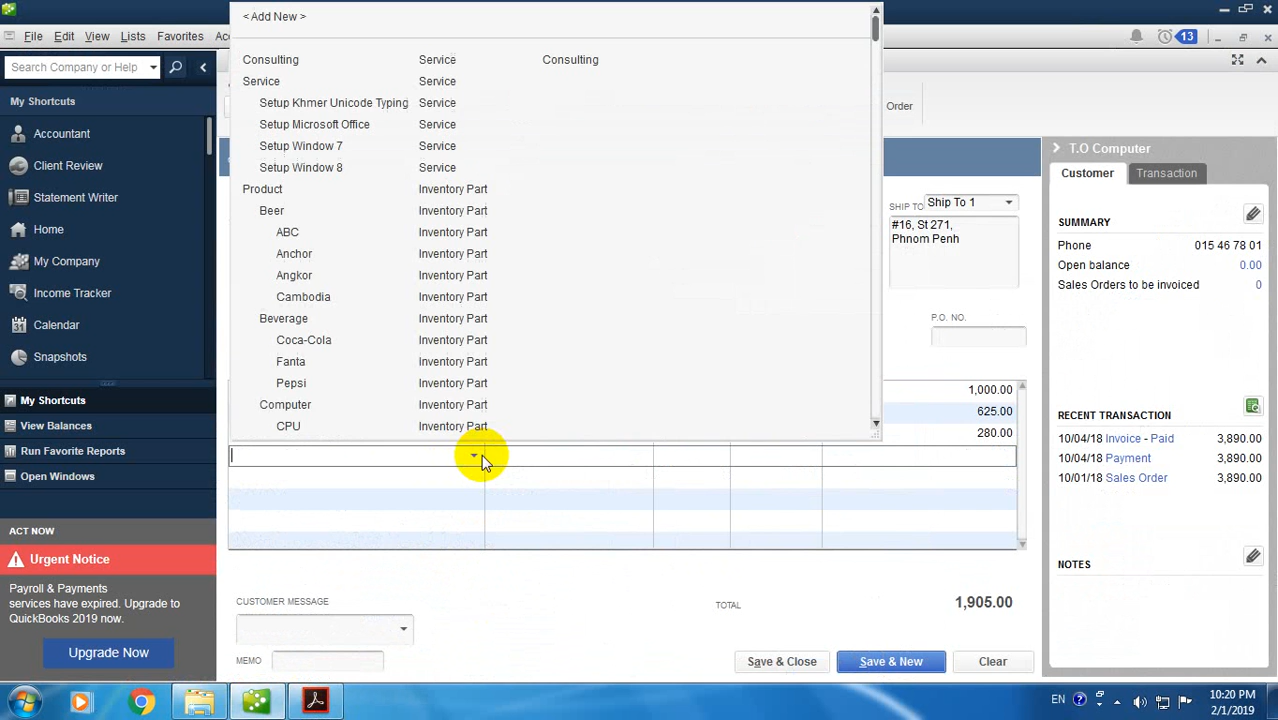 < Add New >
File Edit View Lists Favorites Acc
13
Search Company or Help
Consulting Service Consulting
Service Service
Setup Khmer Unicode Typing Service
Setup Microsoft Office Service
Setup Window 7 Service
Setup Window 8 Service
Product Inventory Part
Beer Inventory Part
ABC Inventory Part
Anchor Inventory Part
Angkor Inventory Part
Cambodia Inventory Part
Beverage Inventory Part
Coca-Cola Inventory Part
Fanta Inventory Part
Pepsi Inventory Part
Computer Inventory Part
CPU Inventory Part
My Shortcuts
Accountant
Client Review
Statement Writer
Home
My Company
Income Tracker
Calendar
Snapshots
My Shortcuts
View Balances
Run Favorite Reports
Open Windows
ACT NOW
Urgent Notice
Payroll & Payments
services have expired. Upgrade to
QuickBooks 2019 now.
Upgrade Now
Order
SHIP TO Ship To 1
#16, St 271,
Phnom Penh
P.O. NO.
1,000.00
625.00
280.00
CUSTOMER MESSAGE
TOTAL 1,905.00
MEMO
Save & Close Save & New Clear
T.O Computer
Customer Transaction
SUMMARY
Phone 015 46 78 01
Open balance 0.00
Sales Orders to be invoiced 0
RECENT TRANSACTION
10/04/18 Invoice - Paid 3,890.00
10/04/18 Payment 3,890.00
10/01/18 Sales Order 3,890.00
NOTES
EN 10:20 PM
2/1/2019